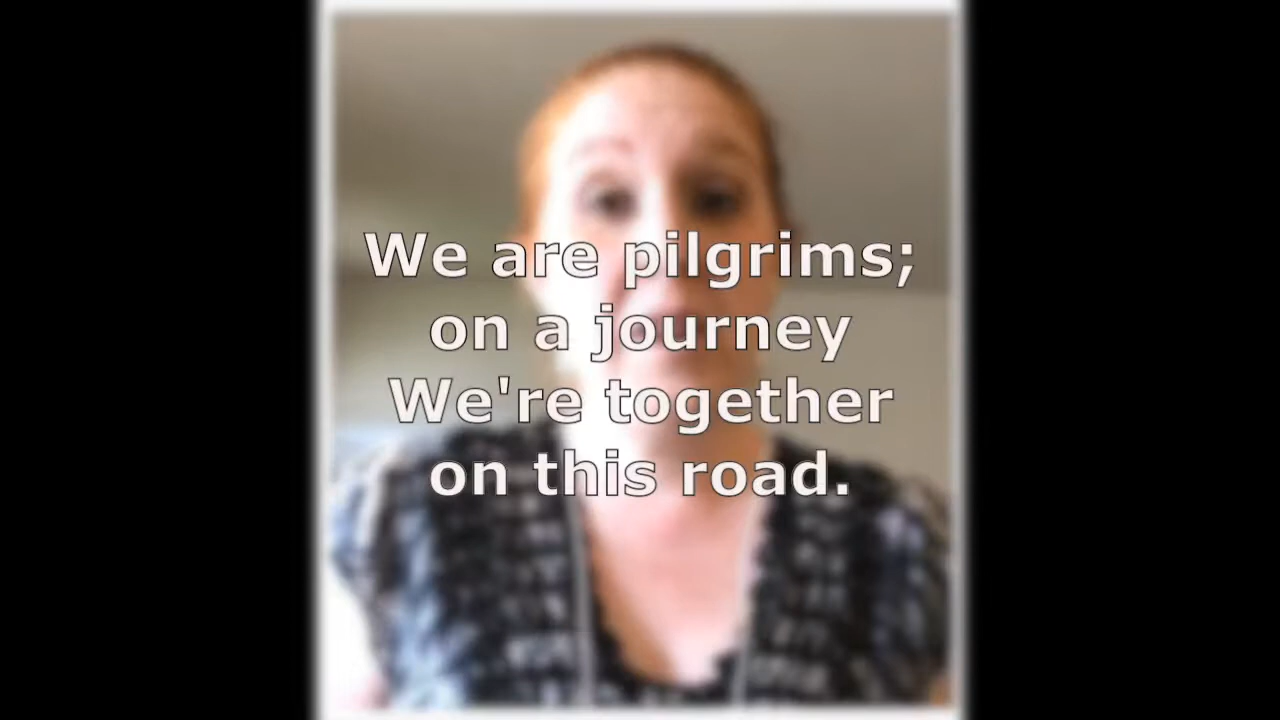 We are pilgrims;
on a journey
We're together
on this road.